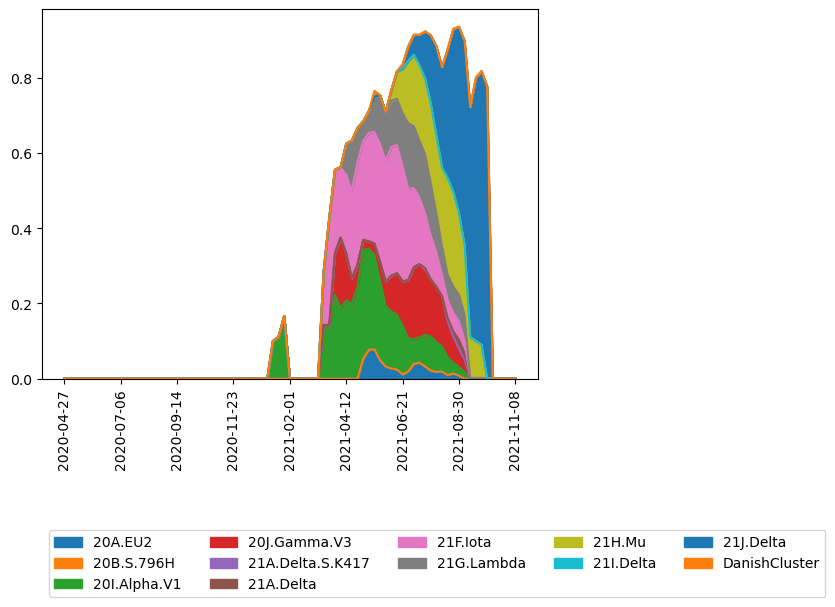 0.8
0.6
0.4
0.2
0.0
2020-04-27
2020-07-06
2020-09-14
2020-11-23
2021-02-01
2021-04-12
2021-06-21
2021-08-30
2021-11-08
20A.EU2
20B.S.796H
20I.Alpha.V1
20J.Gamma.V3
21A.Delta.S.K417
21A.Delta
21F.Iota
21G.Lambda
21H.Mu
21I.Delta
21J.Delta
DanishCluster